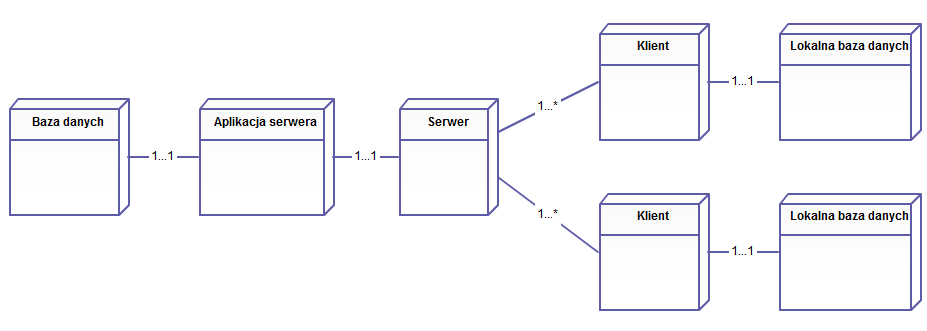 Klient
1...1
Lokalna baza danych
Baza danych
1...1
Aplikacja serwera
1...1
Serwer
1...*
1...*
Klient
1...1
Lokalna baza danych